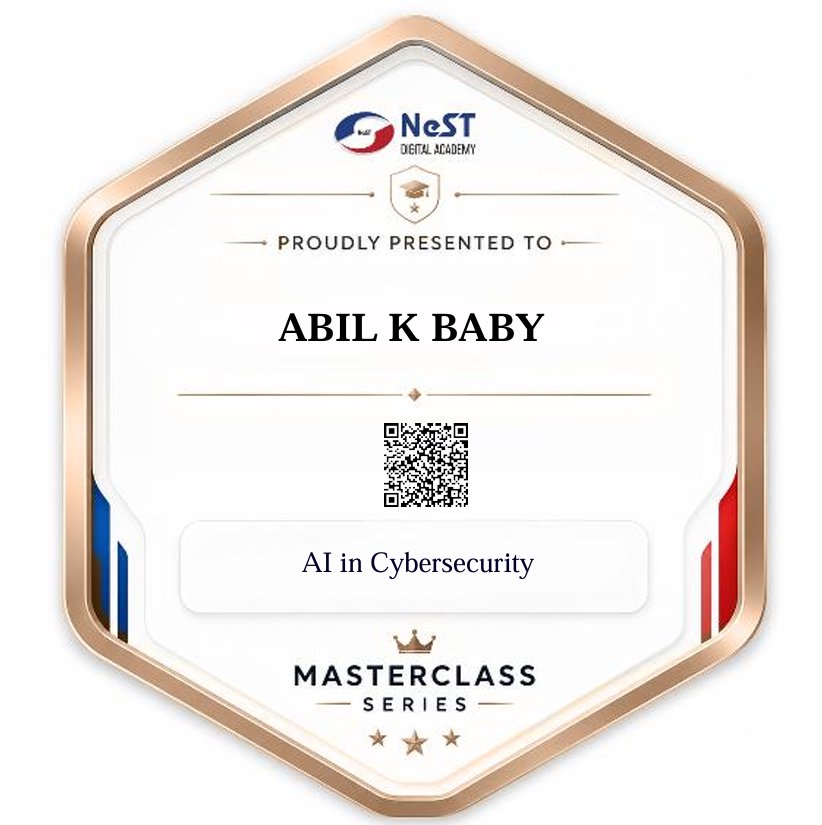 NeST
DIGITAL ACADEMY
PROUDLY PRESENTED TO
ABIL K BABY
AI in Cybersecurity
MASTERCLASS
SERIES